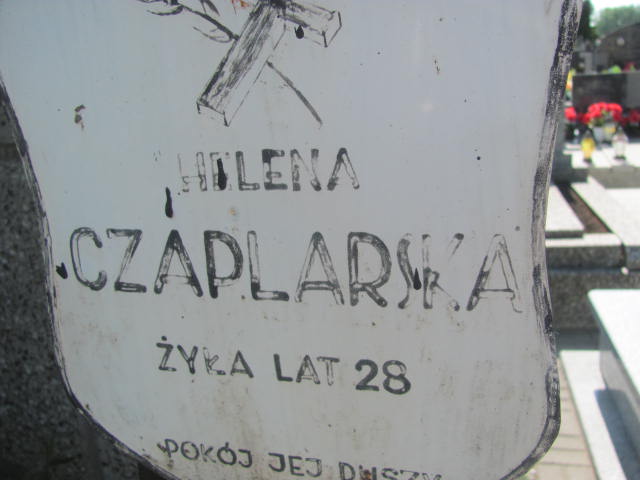 HELENA
CZAPLARSKA
ŻYŁA LAT 28
POKÓJ JEJ DUSZY